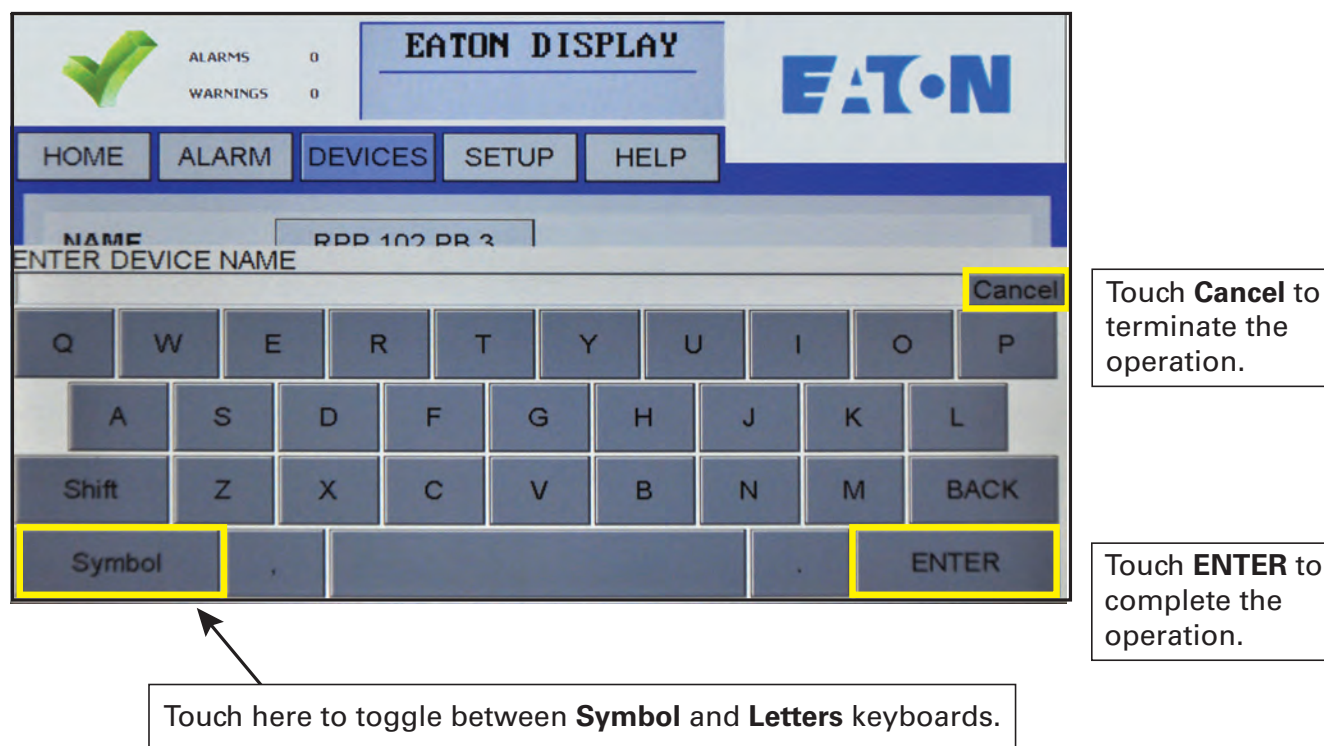 ALARMS 0
WARNINGS 0
EATON DISPLAY
EATON
HOME ALARM DEVICES SETUP HELP
NAME RPP 102 PB 3
ENTER DEVICE NAME
Cancel
Q W E R T Y U I O P
A S D F G H J K L
Shift Z X C V B N M BACK
Symbol , . ENTER
Touch Cancel to
terminate the
operation.
Touch ENTER to
complete the
operation.
Touch here to toggle between Symbol and Letters keyboards.